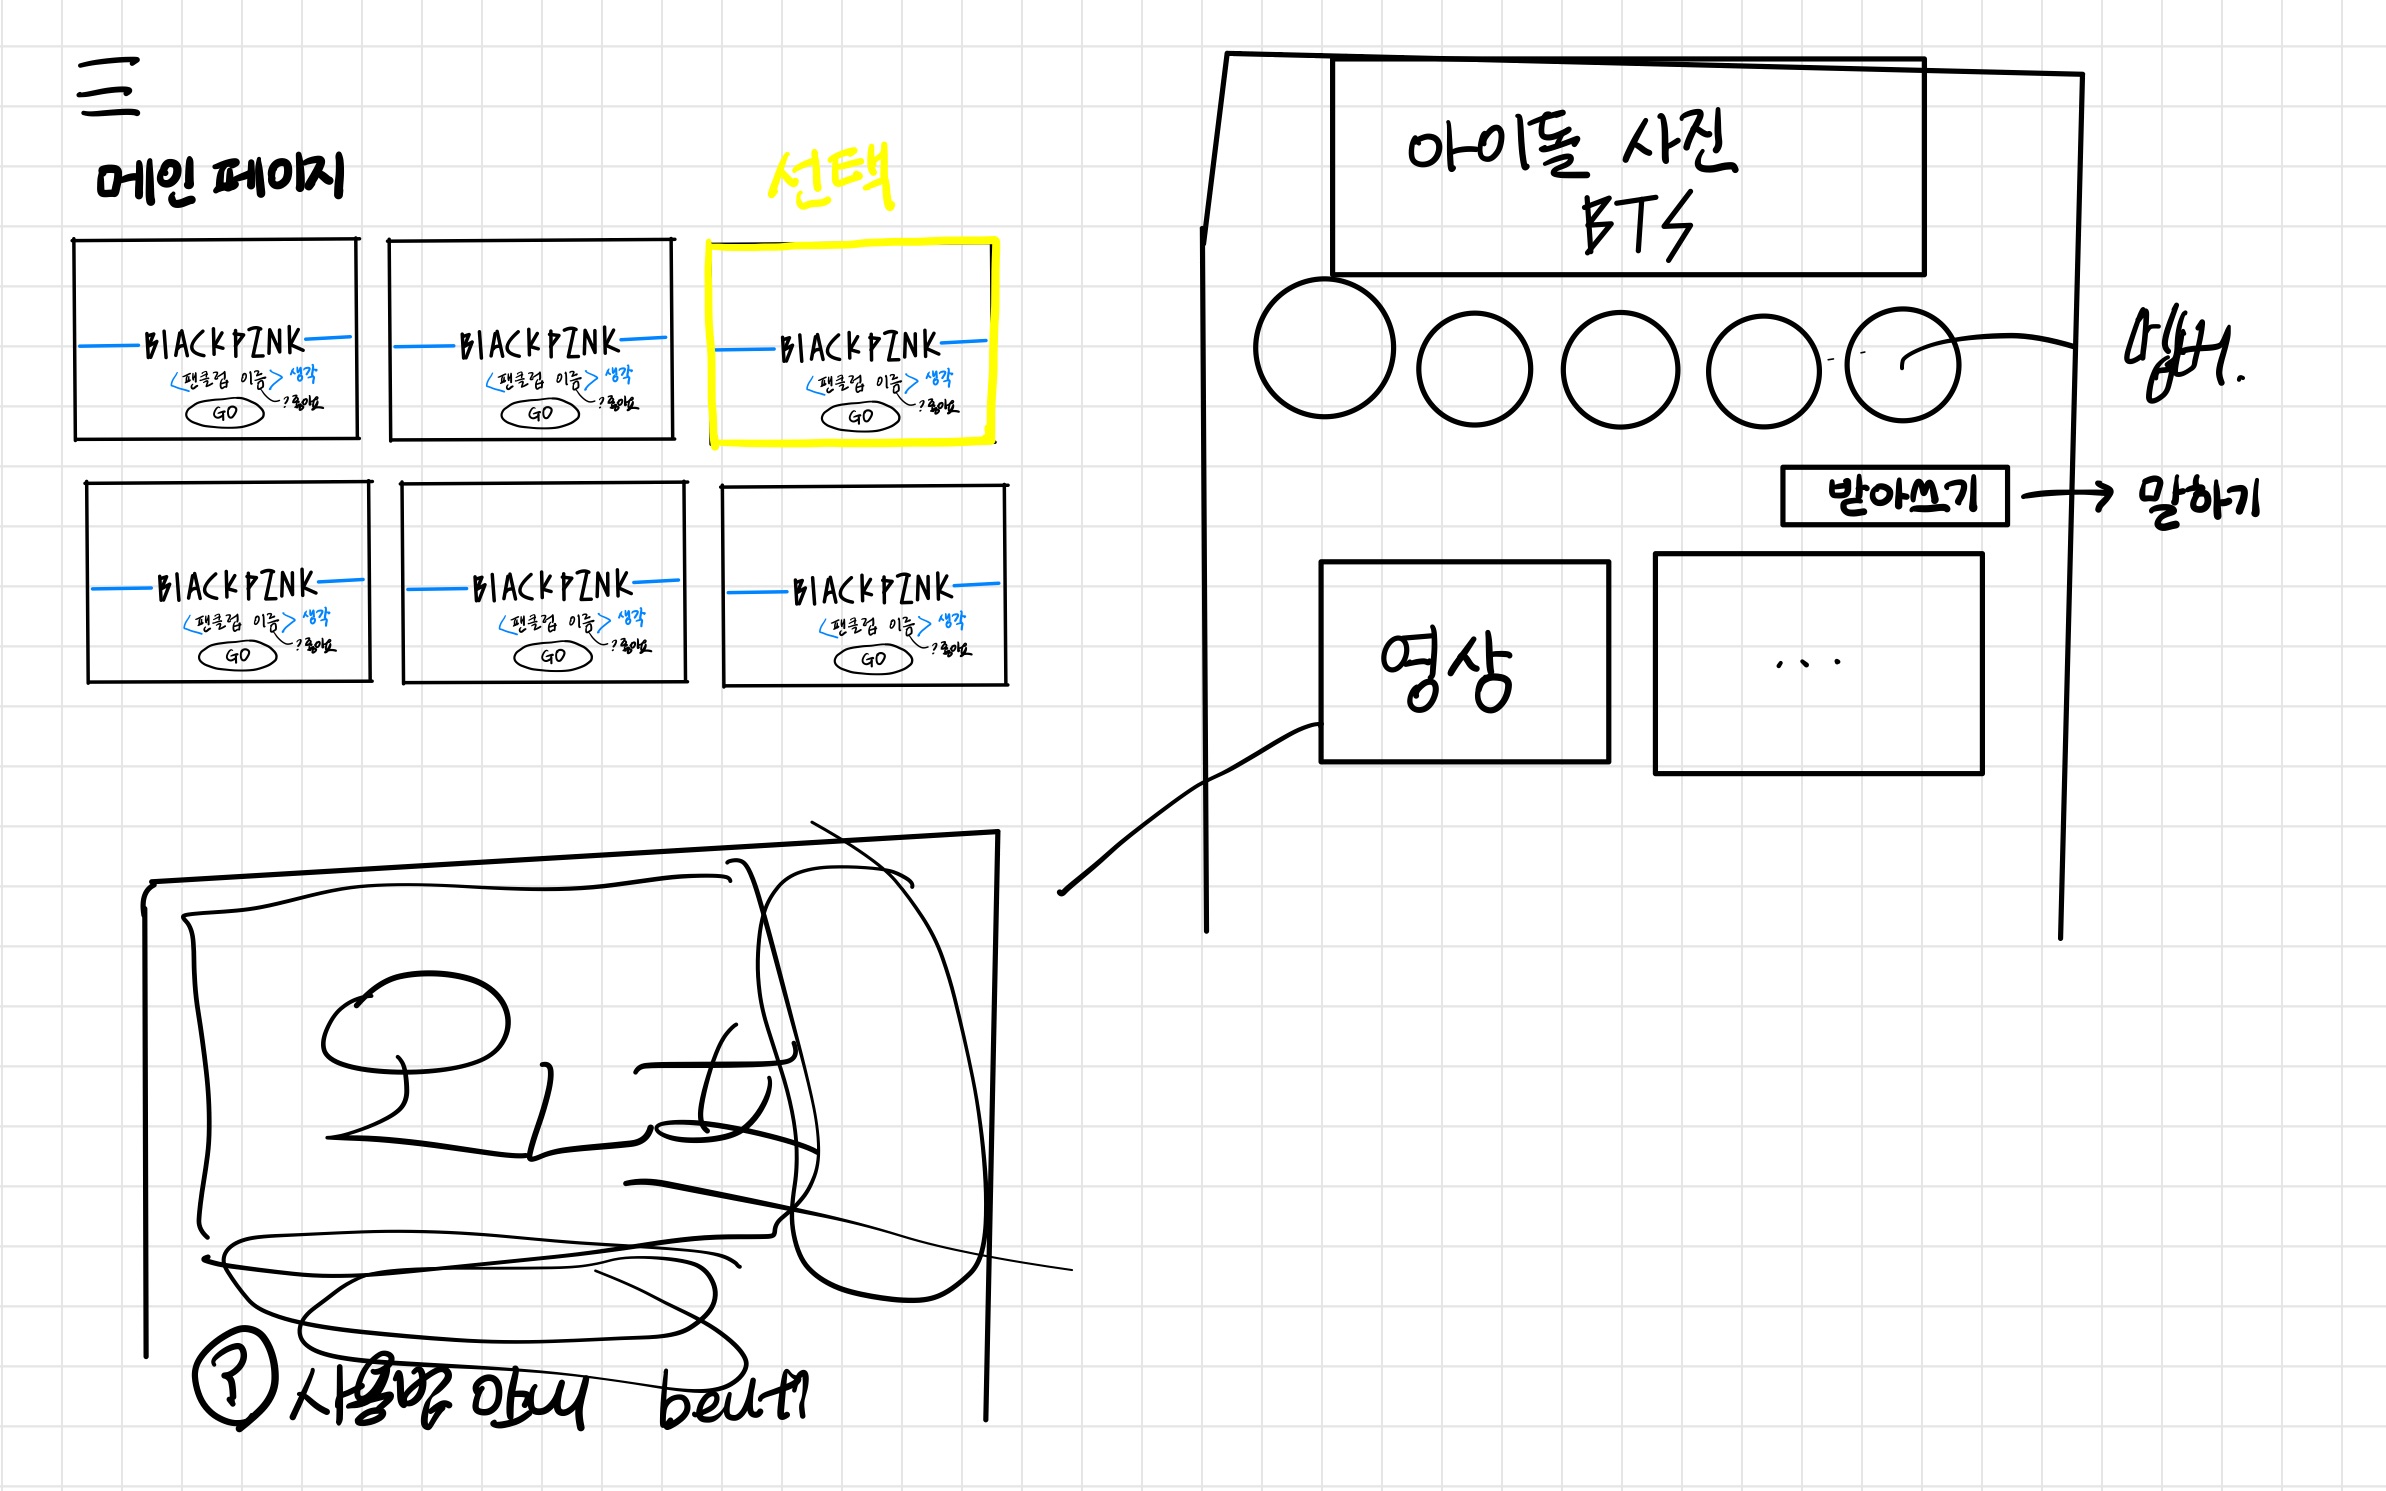 메인 페이지
선택
BlACKPINK
<팬클럽 이름> 생각
?좋아요
GO
BlACKPINK
<팬클럽 이름> 생각
?좋아요
GO
BlACKPINK
<팬클럽 이름> 생각
?좋아요
GO
BlACKPINK
<팬클럽 이름> 생각
?좋아요
GO
BlACKPINK
<팬클럽 이름> 생각
?좋아요
GO
BlACKPINK
<팬클럽 이름> 생각
?좋아요
GO
아이돌 사진
BTS
멤버.
받아쓰기 → 말하기
영상
...
? 사용법 안내